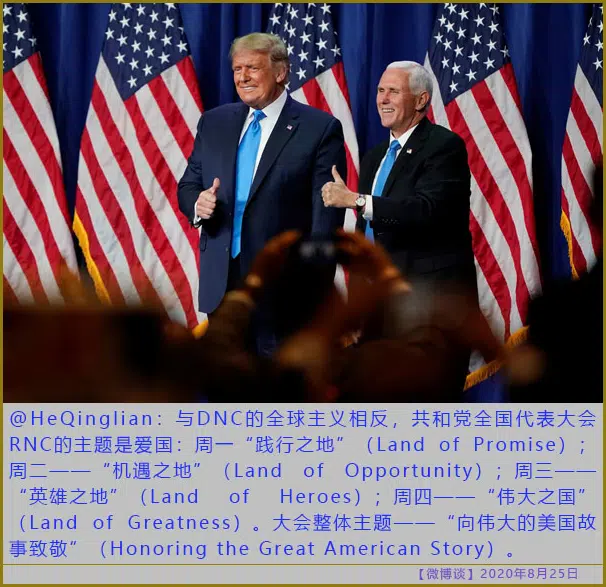 @HeQinglian：与DNC的全球主义相反，共和党全国代表大会
RNC的主题是爱国：周一“践行之地”（Land of Promise）；
周二——“机遇之地”（Land of Opportunity）；周三——
“英雄之地”（Land of Heroes）；周四——“伟大之国”
（Land of Greatness）。大会整体主题——“向伟大的美国故
事致敬”（Honoring the Great American Story）。
【微博谈】2020年8月25日